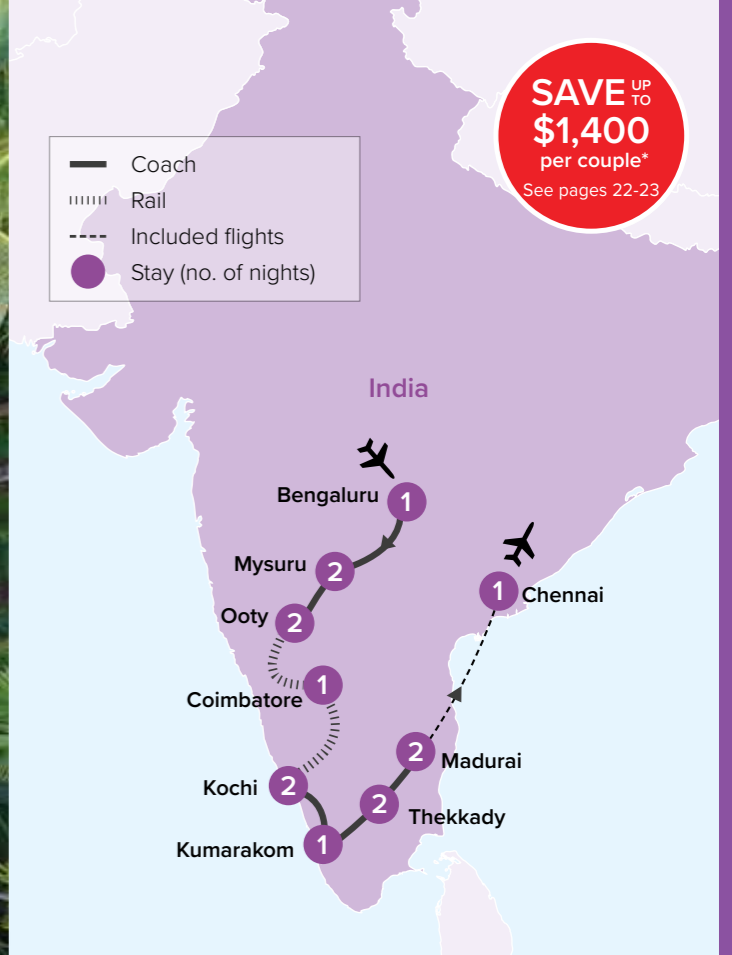 SAVE UP TO
$1,400
per couple*
See pages 22-23
Coach
Rail
Included flights
Stay (no. of nights)
India
Bengaluru 1
Mysuru 2
Ooty 2
1 Chennai
1
Coimbatore
2 Madurai
Kochi 2
2 Thekkady
Kumarakom 1